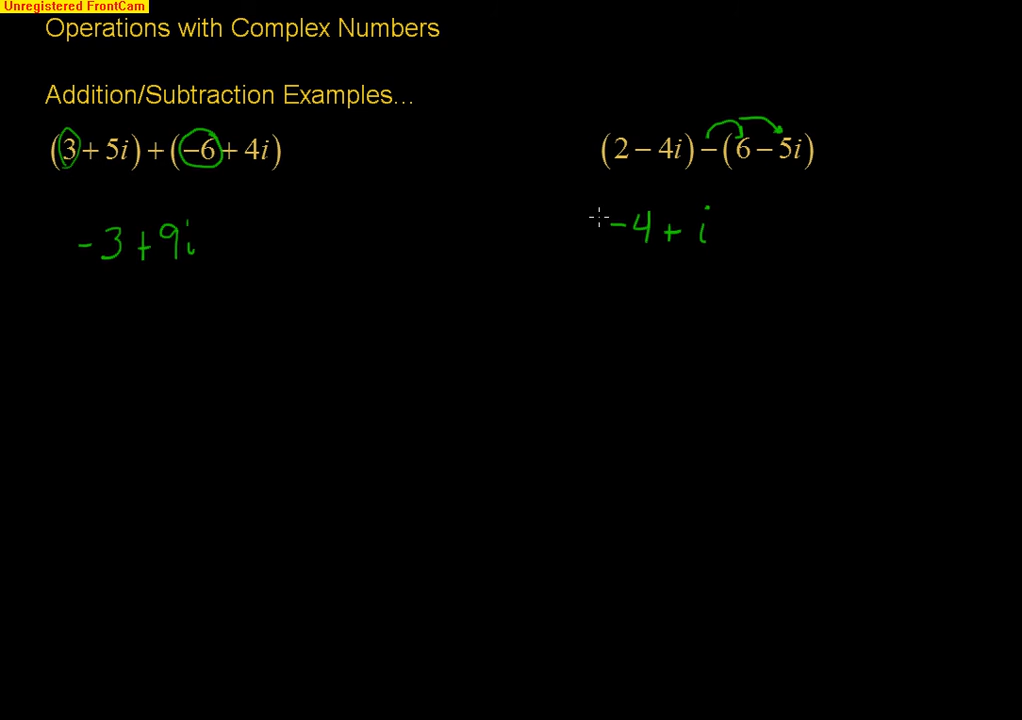 Unregistered FrontCam
Operations with Complex Numbers
Addition/Subtraction Examples...
(3 + 5i) + (−6 + 4i)
(2 − 4i) − (6 − 5i)
-3 + 9i
-4 + i